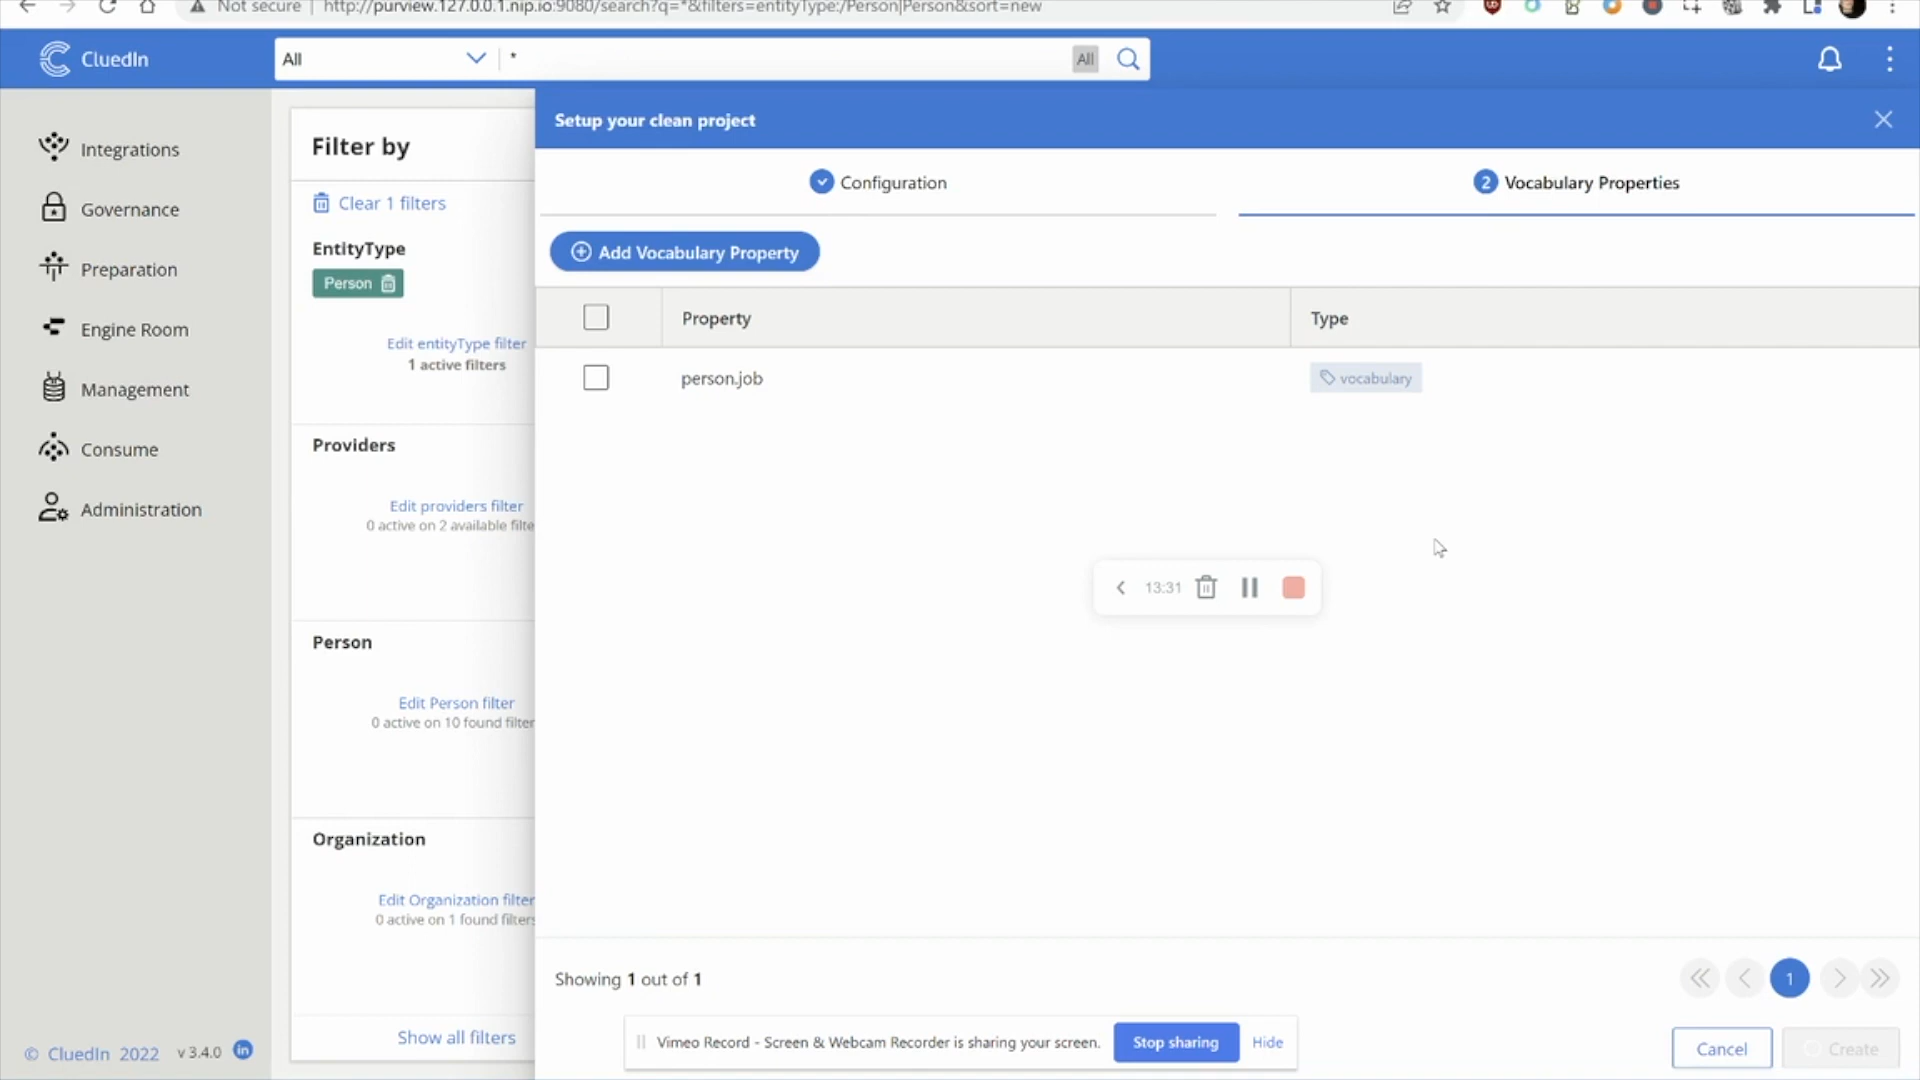 Not secure
http://purview.127.0.0.1.nip.io:9080/search?q=*&filters=entityType:/Person|Person&sort=new
CluedIn
All
*
All
Integrations
Governance
Preparation
Engine Room
Management
Consume
Administration
© CluedIn 2022 v 3.4.0
Filter by
Clear 1 filters
EntityType
Person
Edit entityType filter
1 active filters
Providers
Edit providers filter
0 active on 2 available filte
Person
Edit Person filter
0 active on 10 found filter
Organization
Edit Organization filter
0 active on 1 found filters
Show all filters
Setup your clean project
Configuration
2 Vocabulary Properties
Add Vocabulary Property
Property Type
person.job vocabulary
13:31
Showing 1 out of 1
1
Vimeo Record - Screen & Webcam Recorder is sharing your screen. Stop sharing Hide
Cancel Create